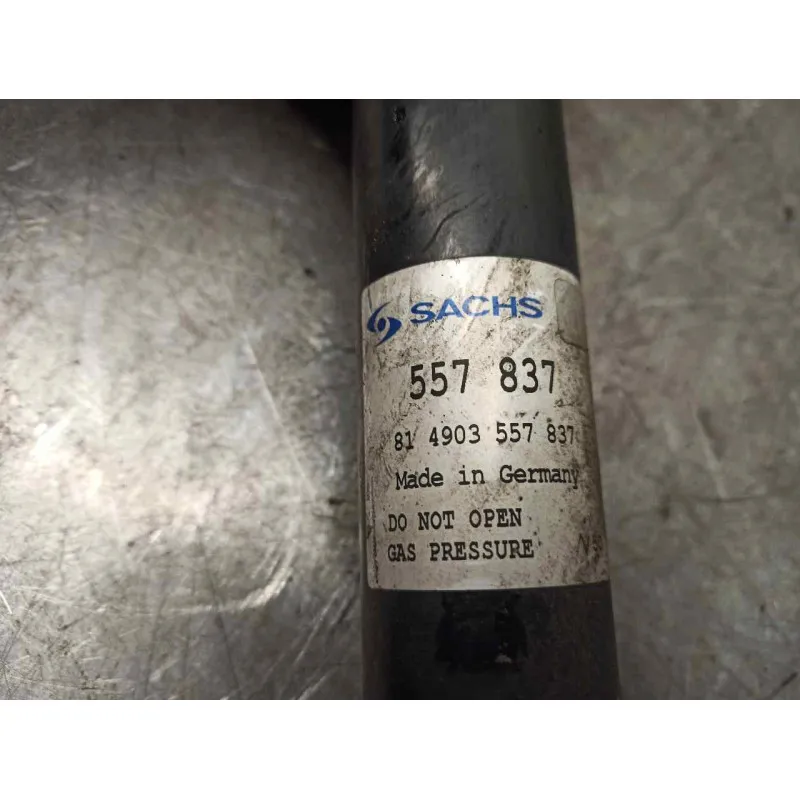 SACHS
557 837
81 4903 557 837
Made in Germany
DO NOT OPEN
GAS PRESSURE